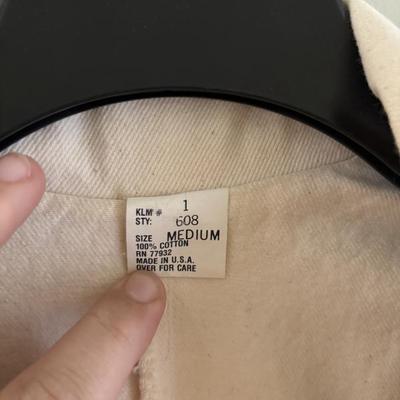 KLM # 1
STY: 608
SIZE MEDIUM
100% COTTON
RN 77932
MADE IN U.S.A.
OVER FOR CARE